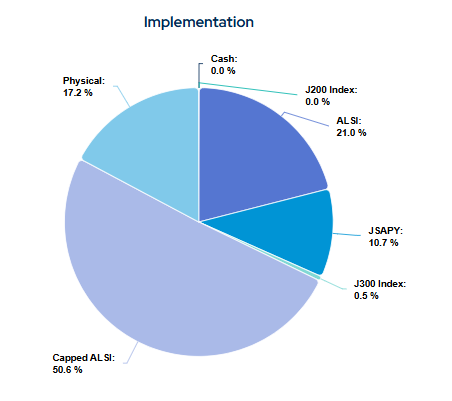 Implementation
Cash:
0.0 %
J200 Index:
0.0 %
ALSI:
21.0 %
JSAPY:
10.7 %
J300 Index:
0.5 %
Capped ALSI:
50.6 %
Physical:
17.2 %